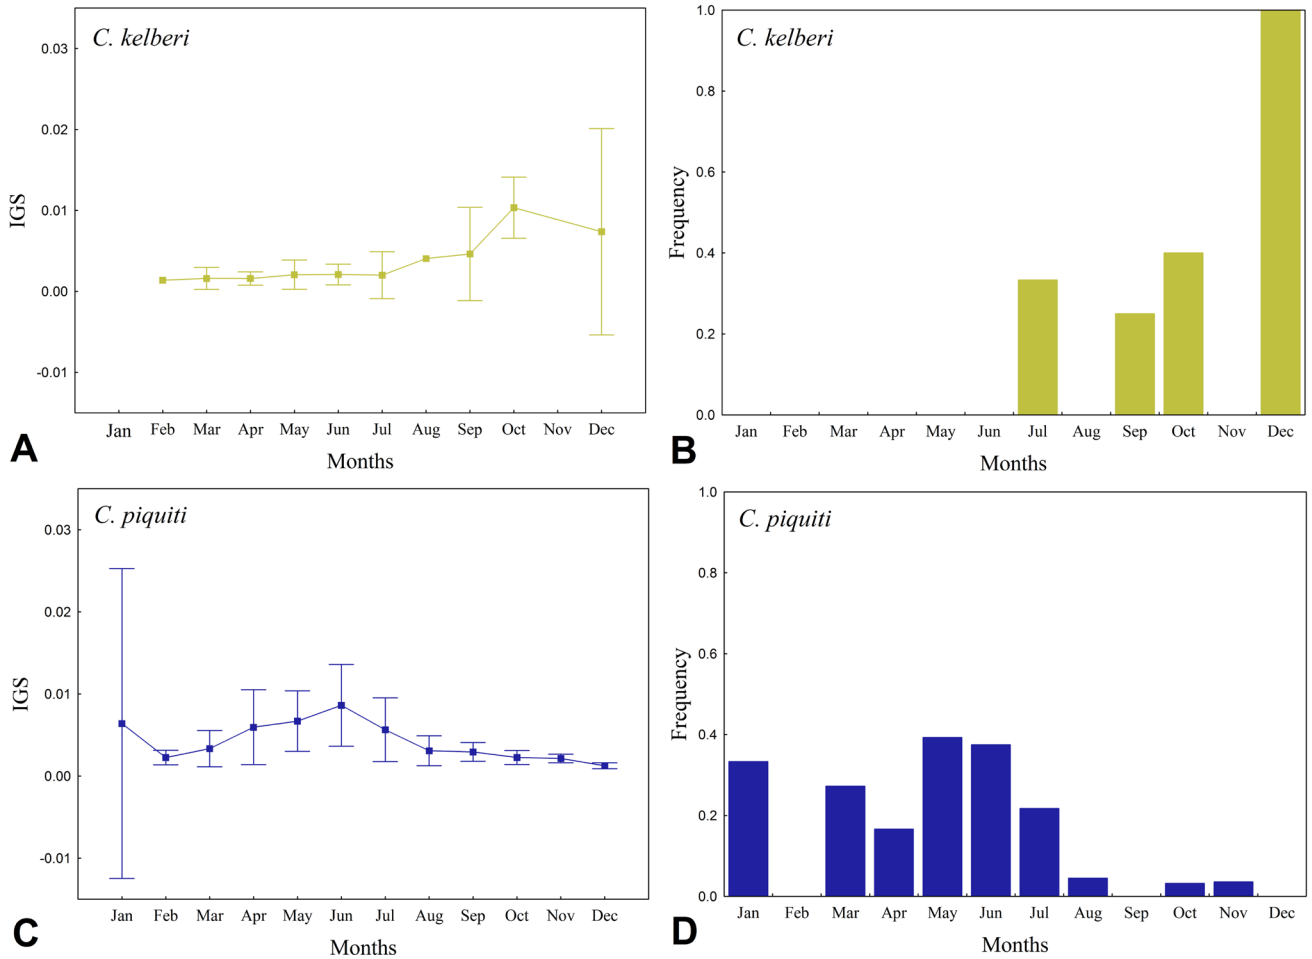 C. kelberi
0.03
0.02
0.01
0.00
-0.01
IGS
Jan Feb Mar Apr May Jun Jul Aug Sep Oct Nov Dec
Months
A
C. kelberi
1.0
0.8
0.6
0.4
0.2
0.0
Frequency
Jan Feb Mar Apr May Jun Jul Aug Sep Oct Nov Dec
Months
B
C. piquiti
0.03
0.02
0.01
0.00
-0.01
IGS
Jan Feb Mar Apr May Jun Jul Aug Sep Oct Nov Dec
Months
C
C. piquiti
1.0
0.8
0.6
0.4
0.2
0.0
Frequency
Jan Feb Mar Apr May Jun Jul Aug Sep Oct Nov Dec
Months
D